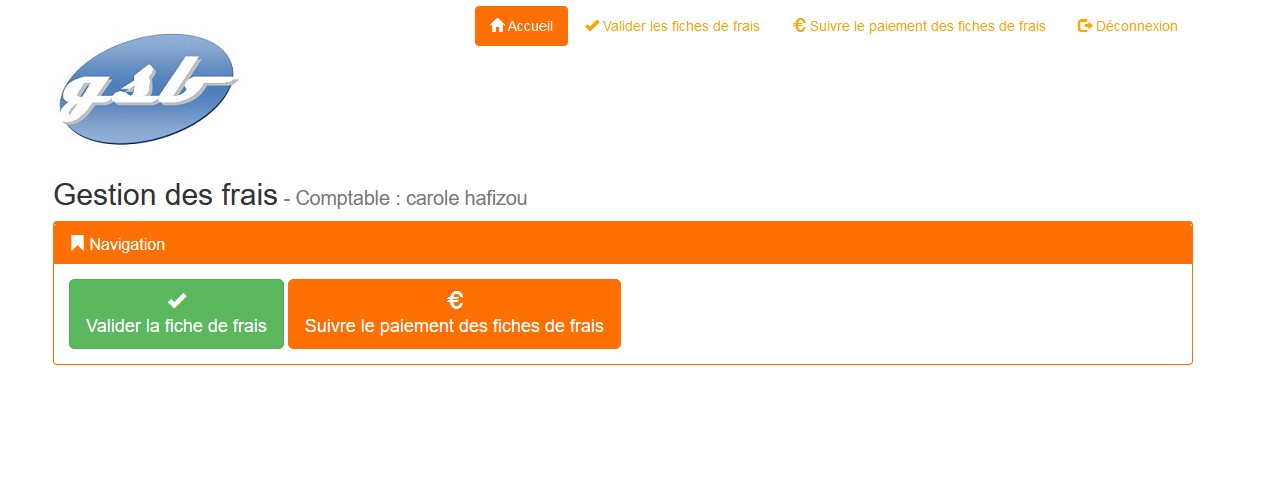 Accueil Valider les fiches de frais € Suivre le paiement des fiches de frais Déconnexion
gsb
Gestion des frais - Comptable : carole hafizou
Navigation
€
Valider la fiche de frais Suivre le paiement des fiches de frais